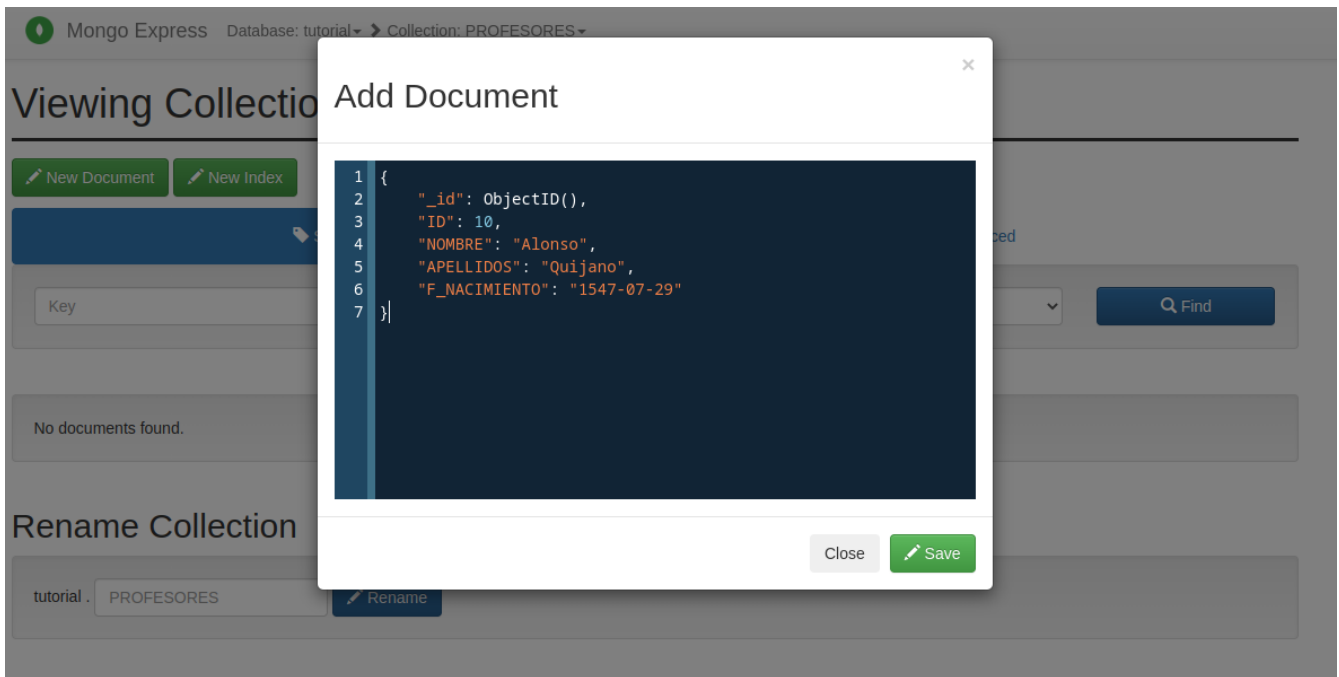 Mongo Express Database: tutorial Collection: PROFESORES
×
Viewing Collectio
Add Document
New Document New Index
1 {
2 "_id": ObjectID(),
3 "ID": 10,
4 "NOMBRE": "Alonso",
5 "APELLIDOS": "Quijano",
6 "F_NACIMIENTO": "1547-07-29"
7 }
Key
Find
No documents found.
Close Save
Rename Collection
tutorial . PROFESORES Rename